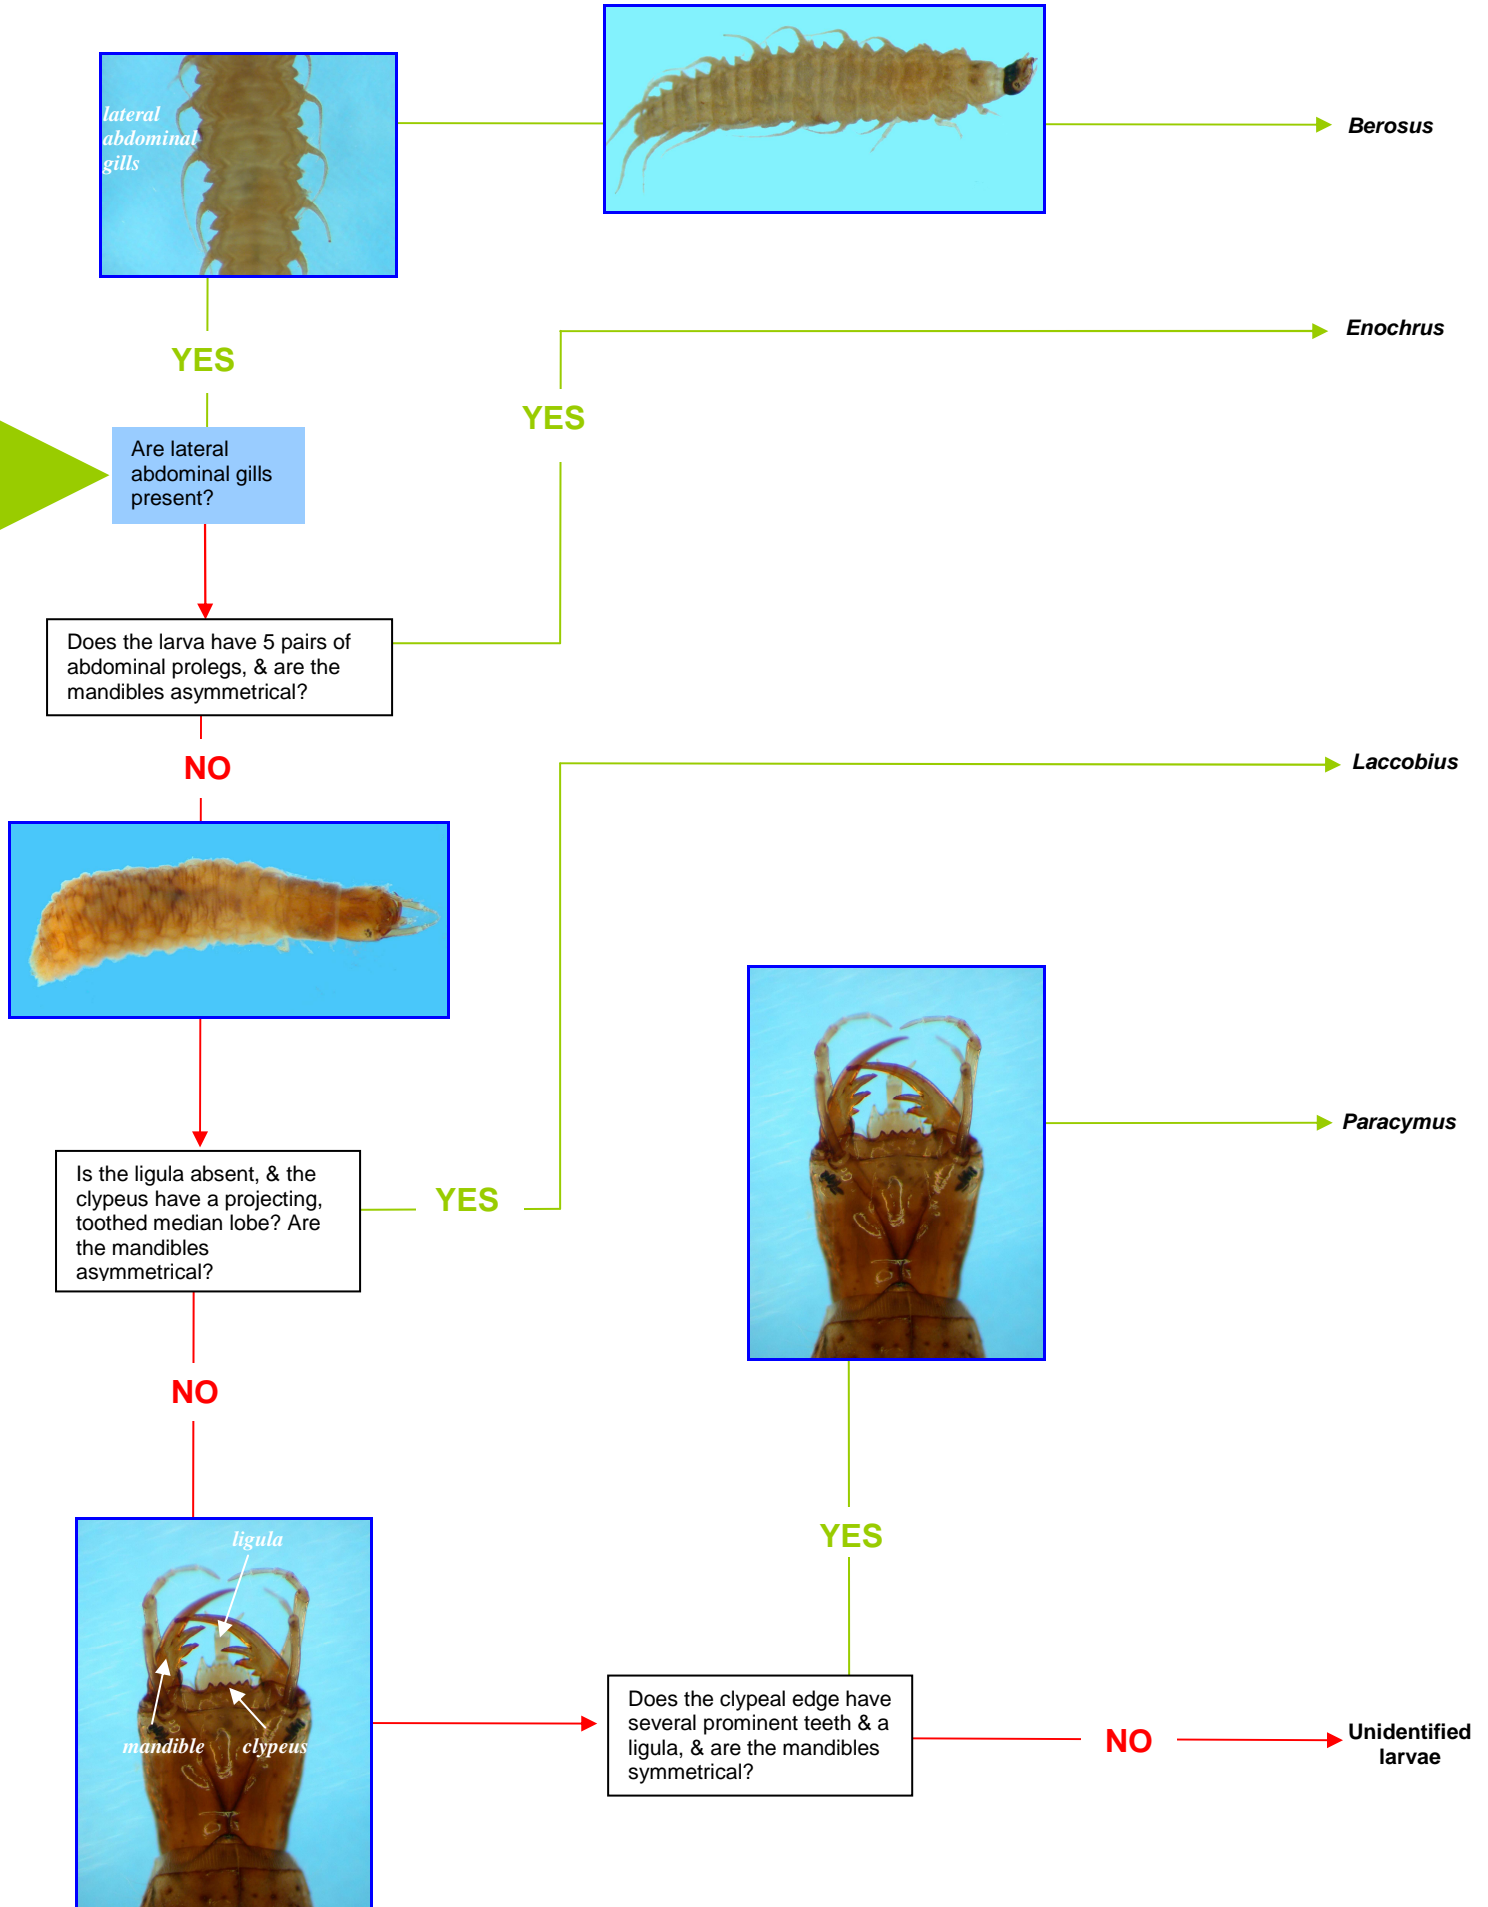 lateral
abdominal
gills
Berosus
Enochrus
YES
YES
Are lateral
abdominal gills
present?
Does the larva have 5 pairs of
abdominal prolegs, & are the
mandibles asymmetrical?
NO
Laccobius
Paracymus
Is the ligula absent, & the
clypeus have a projecting,
toothed median lobe? Are
the mandibles
asymmetrical?
YES
NO
ligula
mandible
clypeus
YES
Does the clypeal edge have
several prominent teeth & a
ligula, & are the mandibles
symmetrical?
NO
Unidentified
larvae